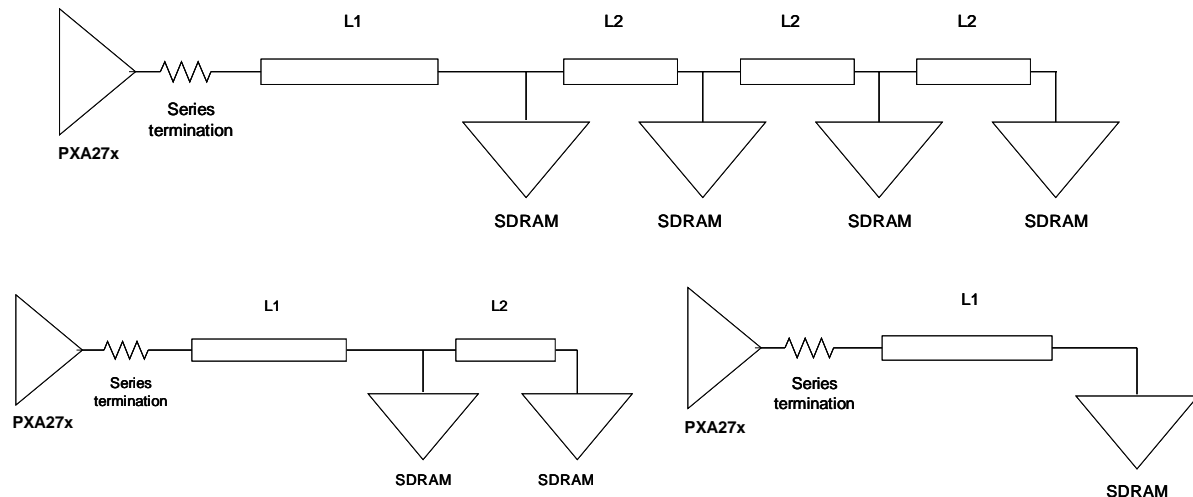 L1
L2
L2
L2
Series
termination
PXA27x
SDRAM
SDRAM
SDRAM
SDRAM
L1
L2
Series
termination
PXA27x
SDRAM
SDRAM
L1
Series
termination
PXA27x
SDRAM